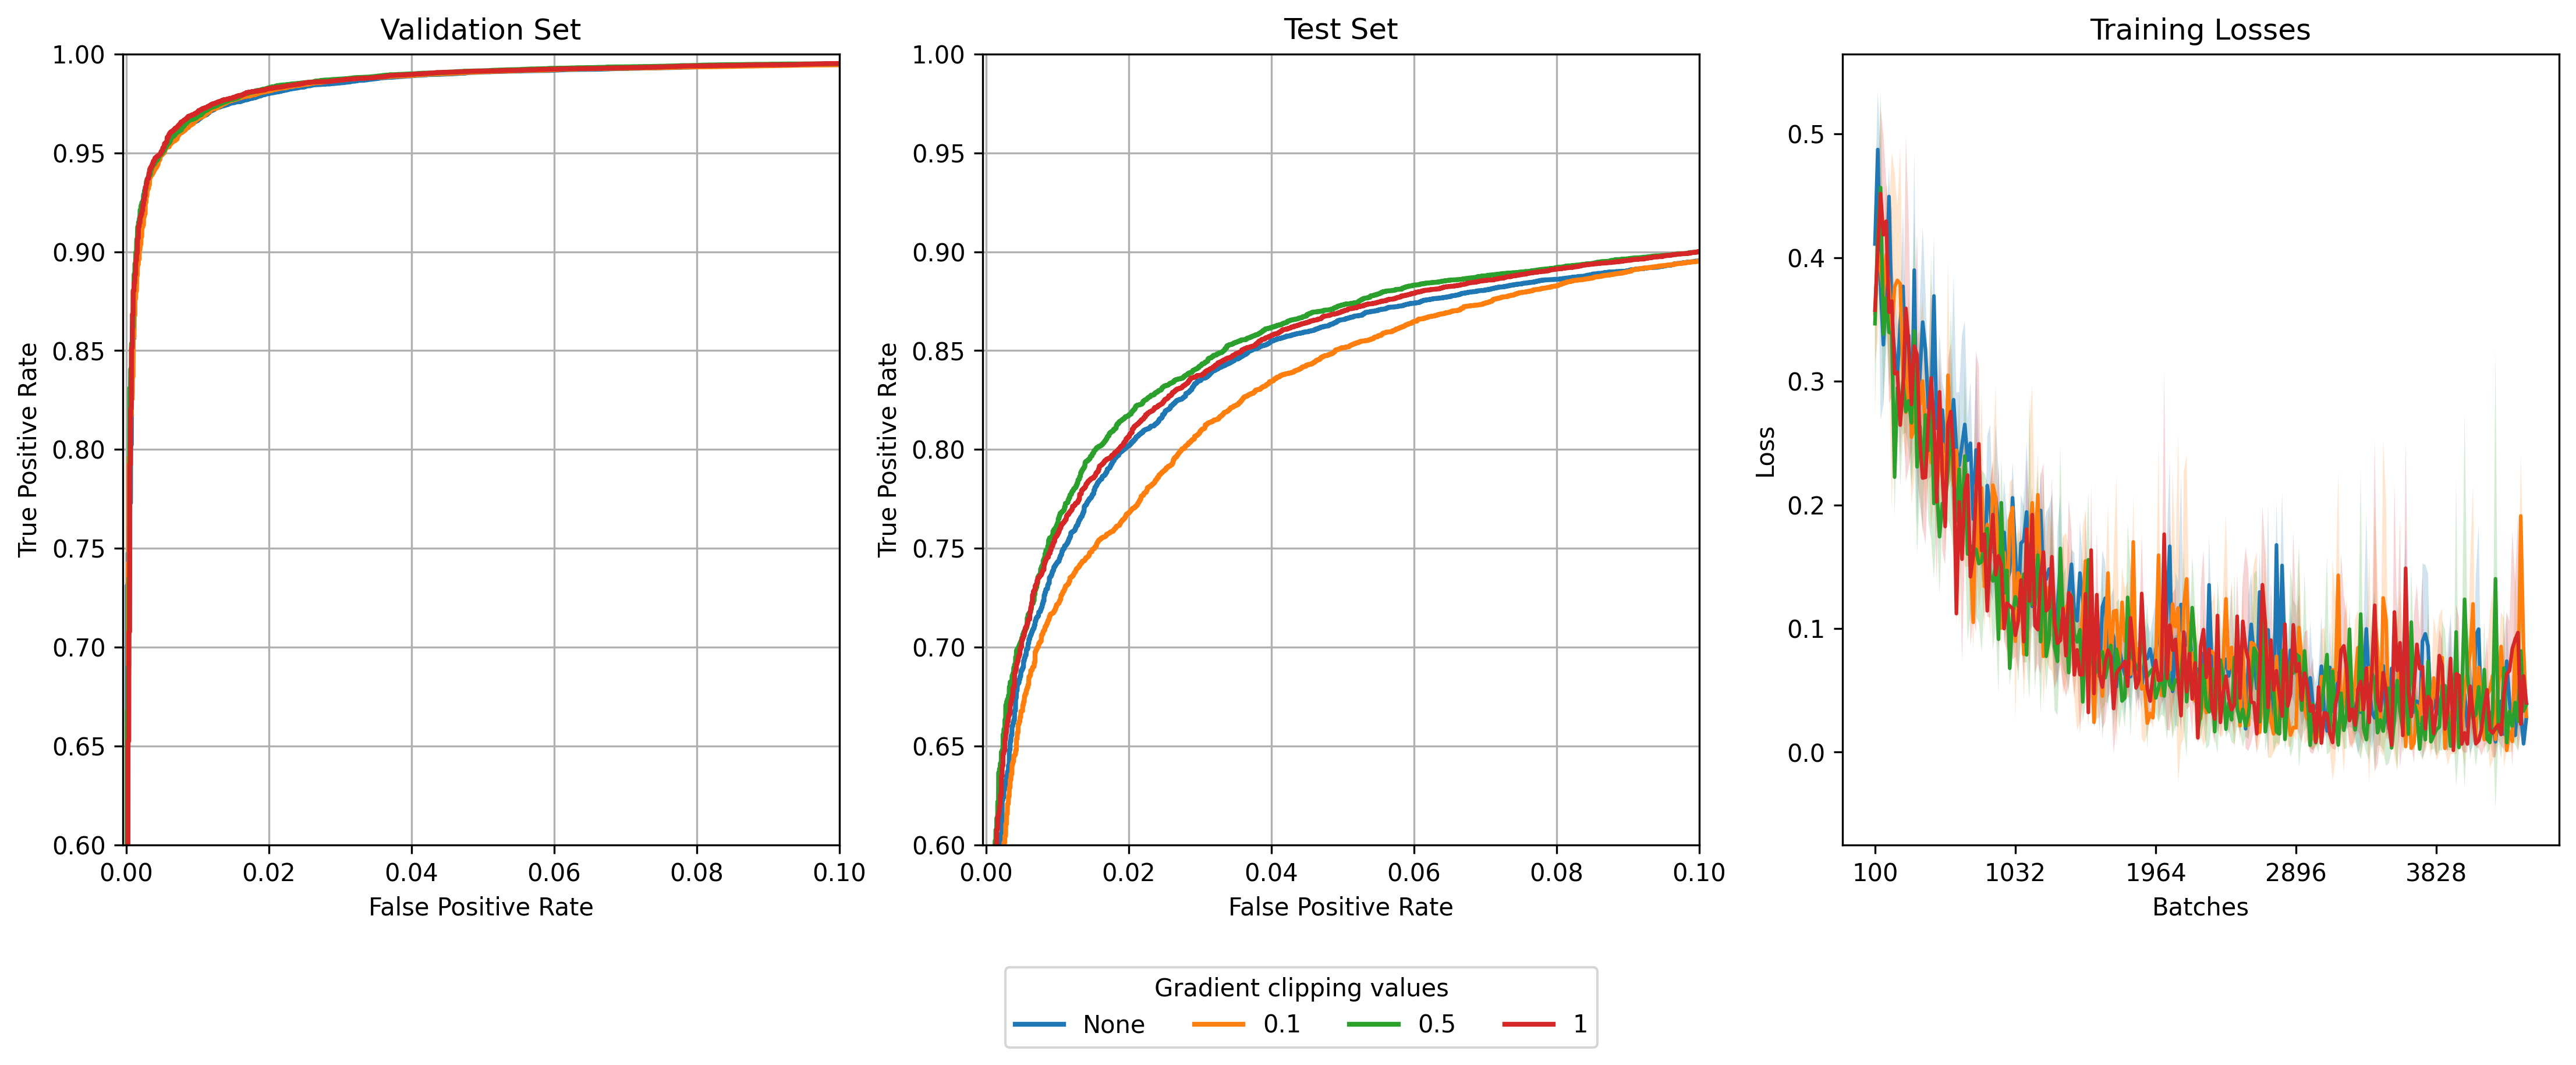 Validation Set
1.00
0.95
0.90
0.85
0.80
0.75
0.70
0.65
0.60
True Positive Rate
0.00 0.02 0.04 0.06 0.08 0.10
False Positive Rate
Test Set
1.00
0.95
0.90
0.85
0.80
0.75
0.70
0.65
0.60
True Positive Rate
0.00 0.02 0.04 0.06 0.08 0.10
False Positive Rate
Training Losses
0.5
0.4
0.3
0.2
0.1
0.0
Loss
100 1032 1964 2896 3828
Batches
Gradient clipping values
None 0.1 0.5 1